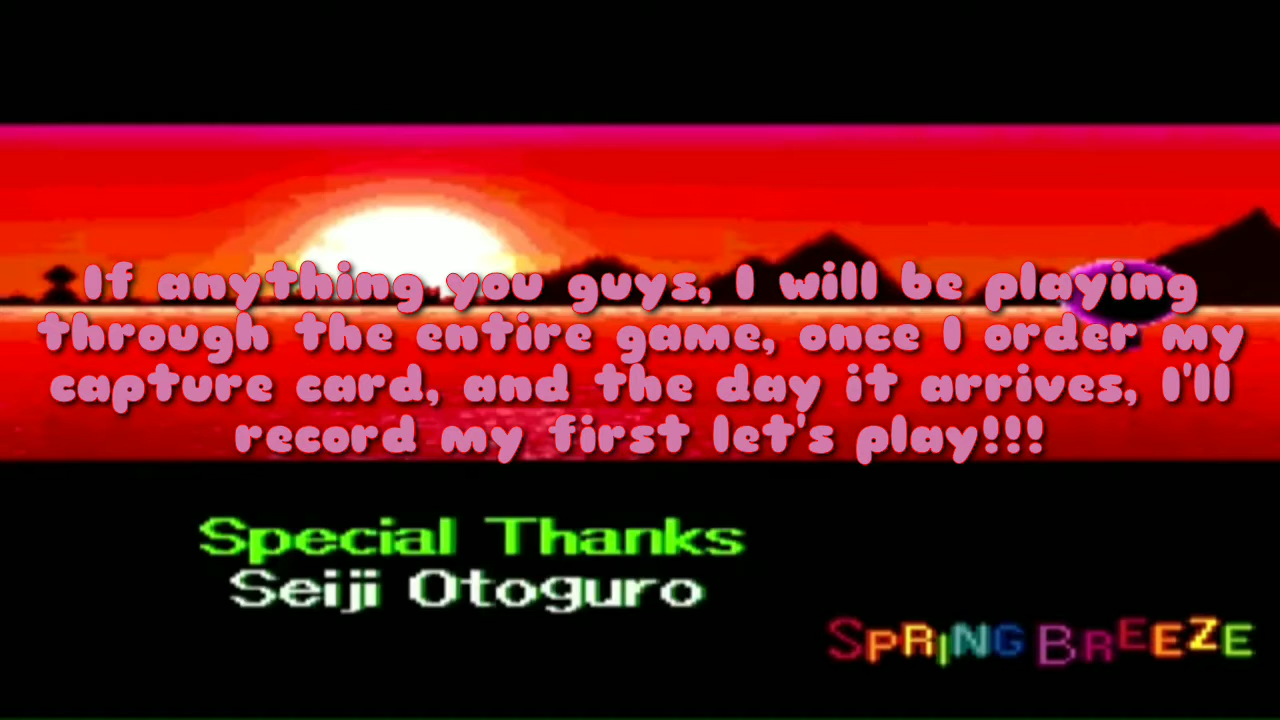 If anything you guys, I will be playing
through the entire game, once I order my
capture card, and the day it arrives, I'll
record my first let's play!!!
Special Thanks
Seiji Otoguro
SPRING BREEZE